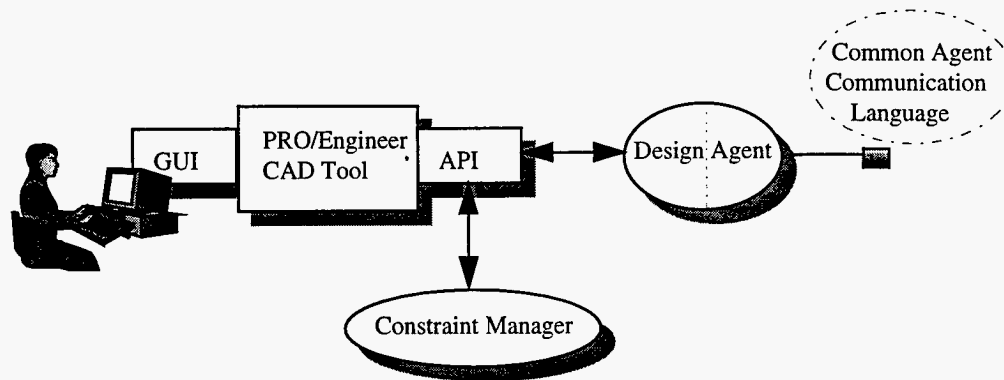 Common Agent
Communication
Language
GUI
PRO/Engineer
CAD Tool
API
Design Agent
Constraint Manager